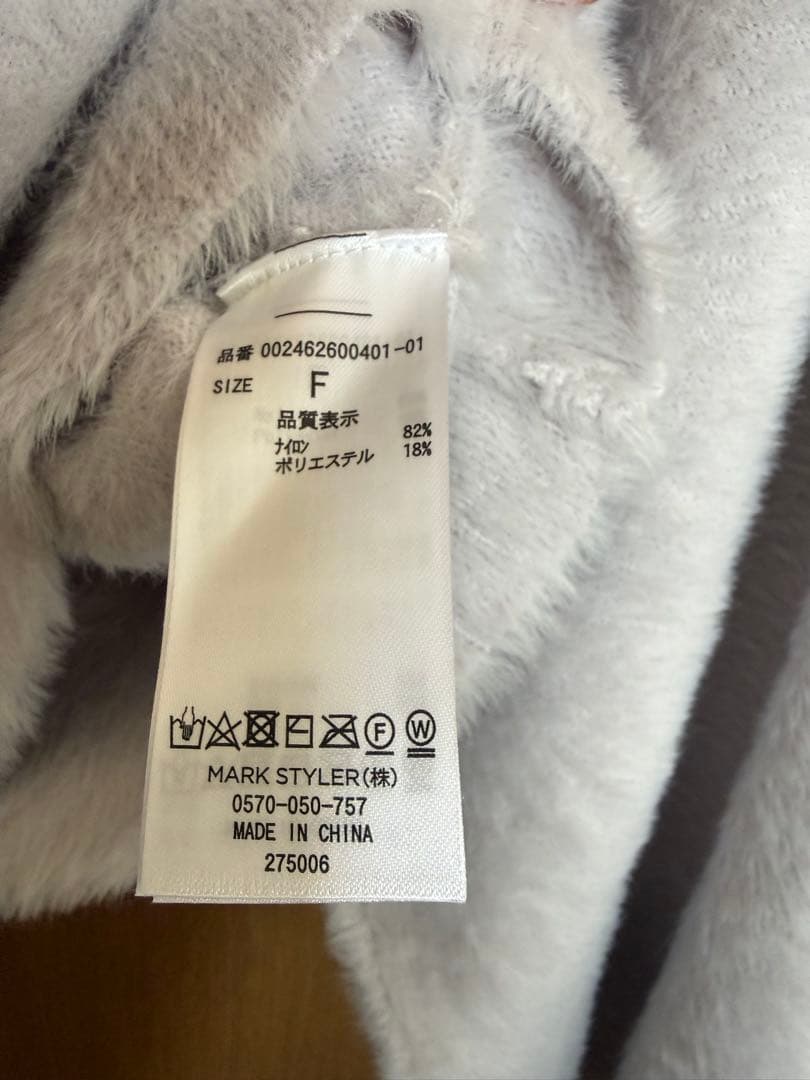 品番 002462600401-01
SIZE F
品質表示
ナイロン 82%
ポリエステル 18%
F W
MARK STYLER(株)
0570-050-757
MADE IN CHINA
275006